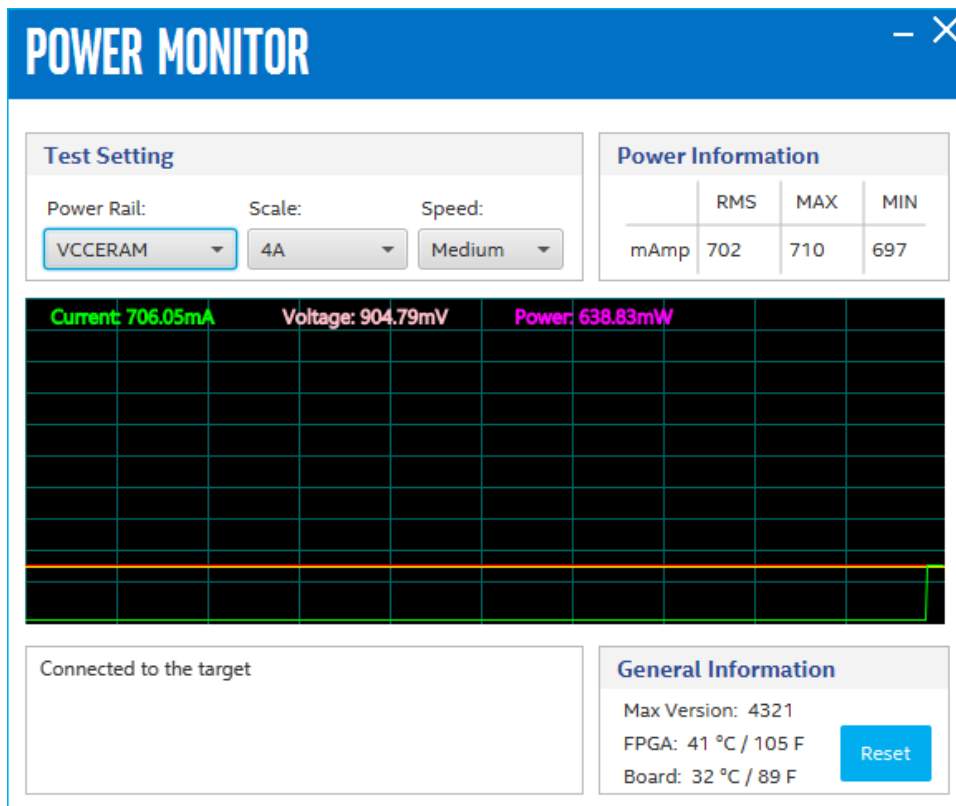 POWER MONITOR
Test Setting
Power Rail: Scale: Speed:
VCCERAM 4A Medium
Power Information
RMS MAX MIN
mAmp 702 710 697
Current: 706.05mA Voltage: 904.79mV Power: 638.83mW
Connected to the target
General Information
Max Version: 4321
FPGA: 41 ºC / 105 F
Board: 32 ºC / 89 F
Reset